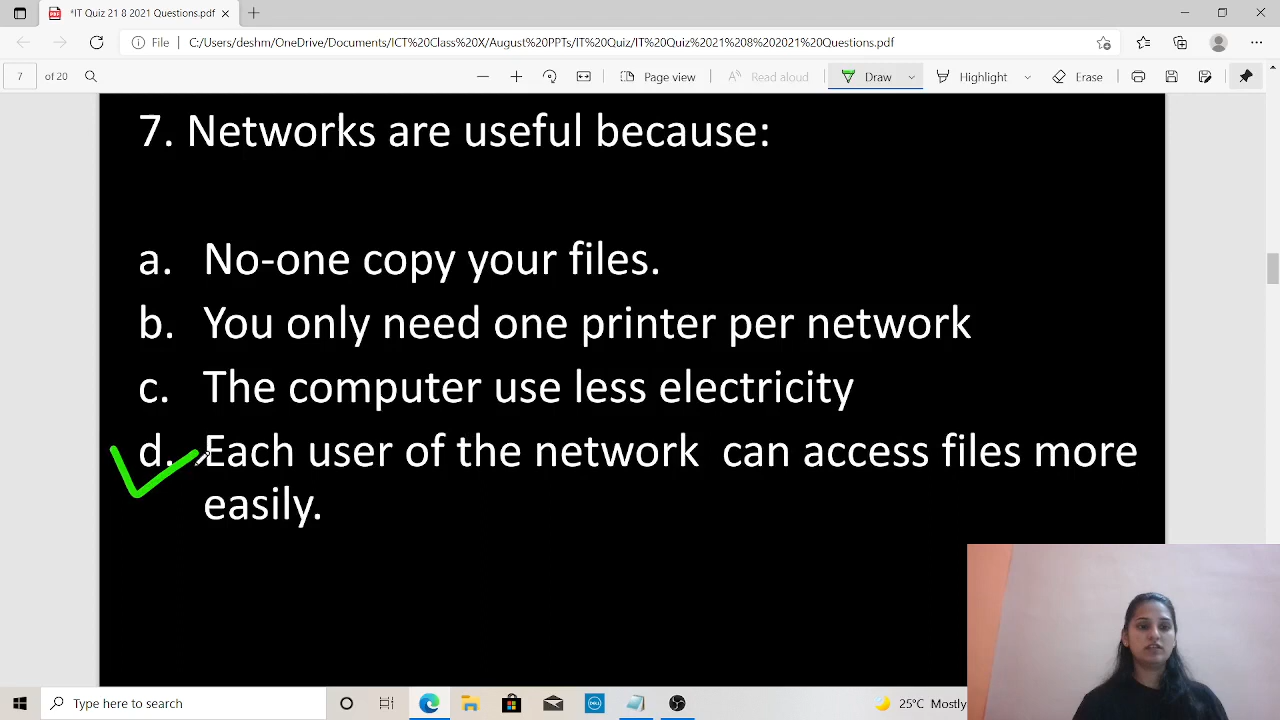 *IT Quiz 21 8 2021 Questions.pdf
File
C:/Users/deshm/OneDrive/Documents/ICT%20Class%20X/August%20PPTs/IT%20Quiz/IT%20Quiz%2021%208%202021%20Questions.pdf
7 of 20 Page view Read aloud Draw Highlight Erase
7. Networks are useful because:
a. No-one copy your files.
b. You only need one printer per network
c. The computer use less electricity
d. Each user of the network can access files more
easily.
Type here to search
DELL
25°C Mostly